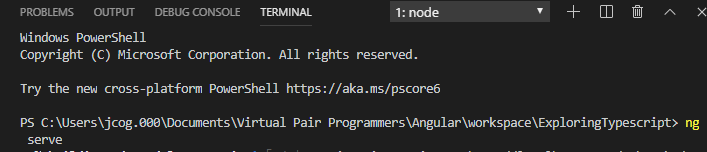 PROBLEMS OUTPUT DEBUG CONSOLE TERMINAL 1: node
Windows PowerShell
Copyright (C) Microsoft Corporation. All rights reserved.
Try the new cross-platform PowerShell https://aka.ms/pscore6
PS C:\Users\jcog.000\Documents\Virtual Pair Programmers\Angular\workspace\ExploringTypescript> ng
serve